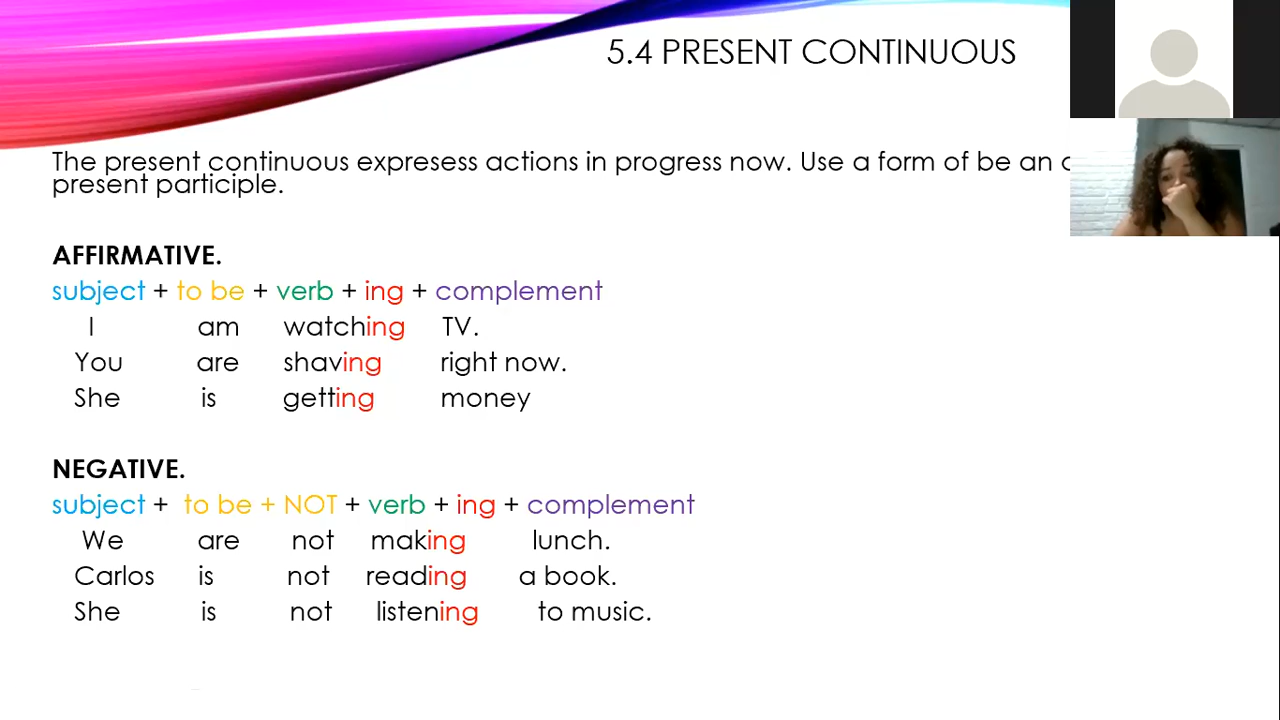 5.4 PRESENT CONTINUOUS
The present continuous expresess actions in progress now. Use a form of be an
present participle.
AFFIRMATIVE.
subject + to be + verb + ing + complement
I am watching TV.
You are shaving right now.
She is getting money
NEGATIVE.
subject + to be + NOT + verb + ing + complement
We are not making lunch.
Carlos is not reading a book.
She is not listening to music.